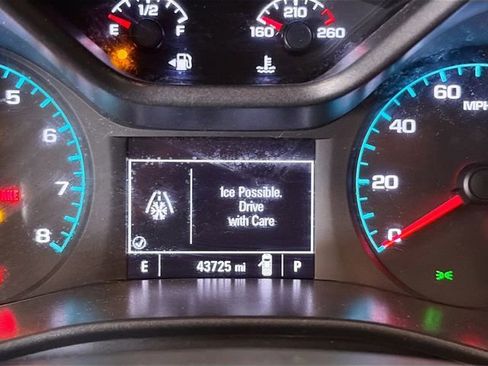 1/2
E F
210
160 260
5
6
7
8
60 MPH
40
20
0
Ice Possible.
Drive
with Care
E 43725 mi P